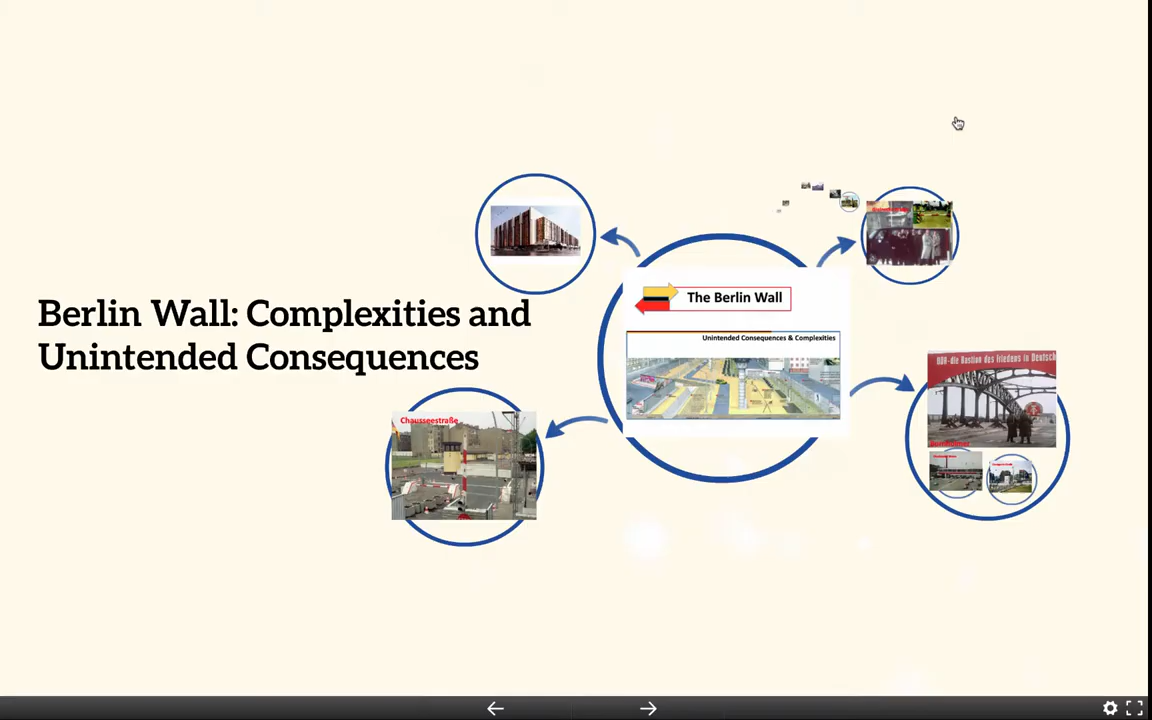 Berlin Wall: Complexities and
Unintended Consequences
The Berlin Wall
Unintended Consequences & Complexities
Chausseestraße
DDR-die Bastion des Friedens in Deutsch